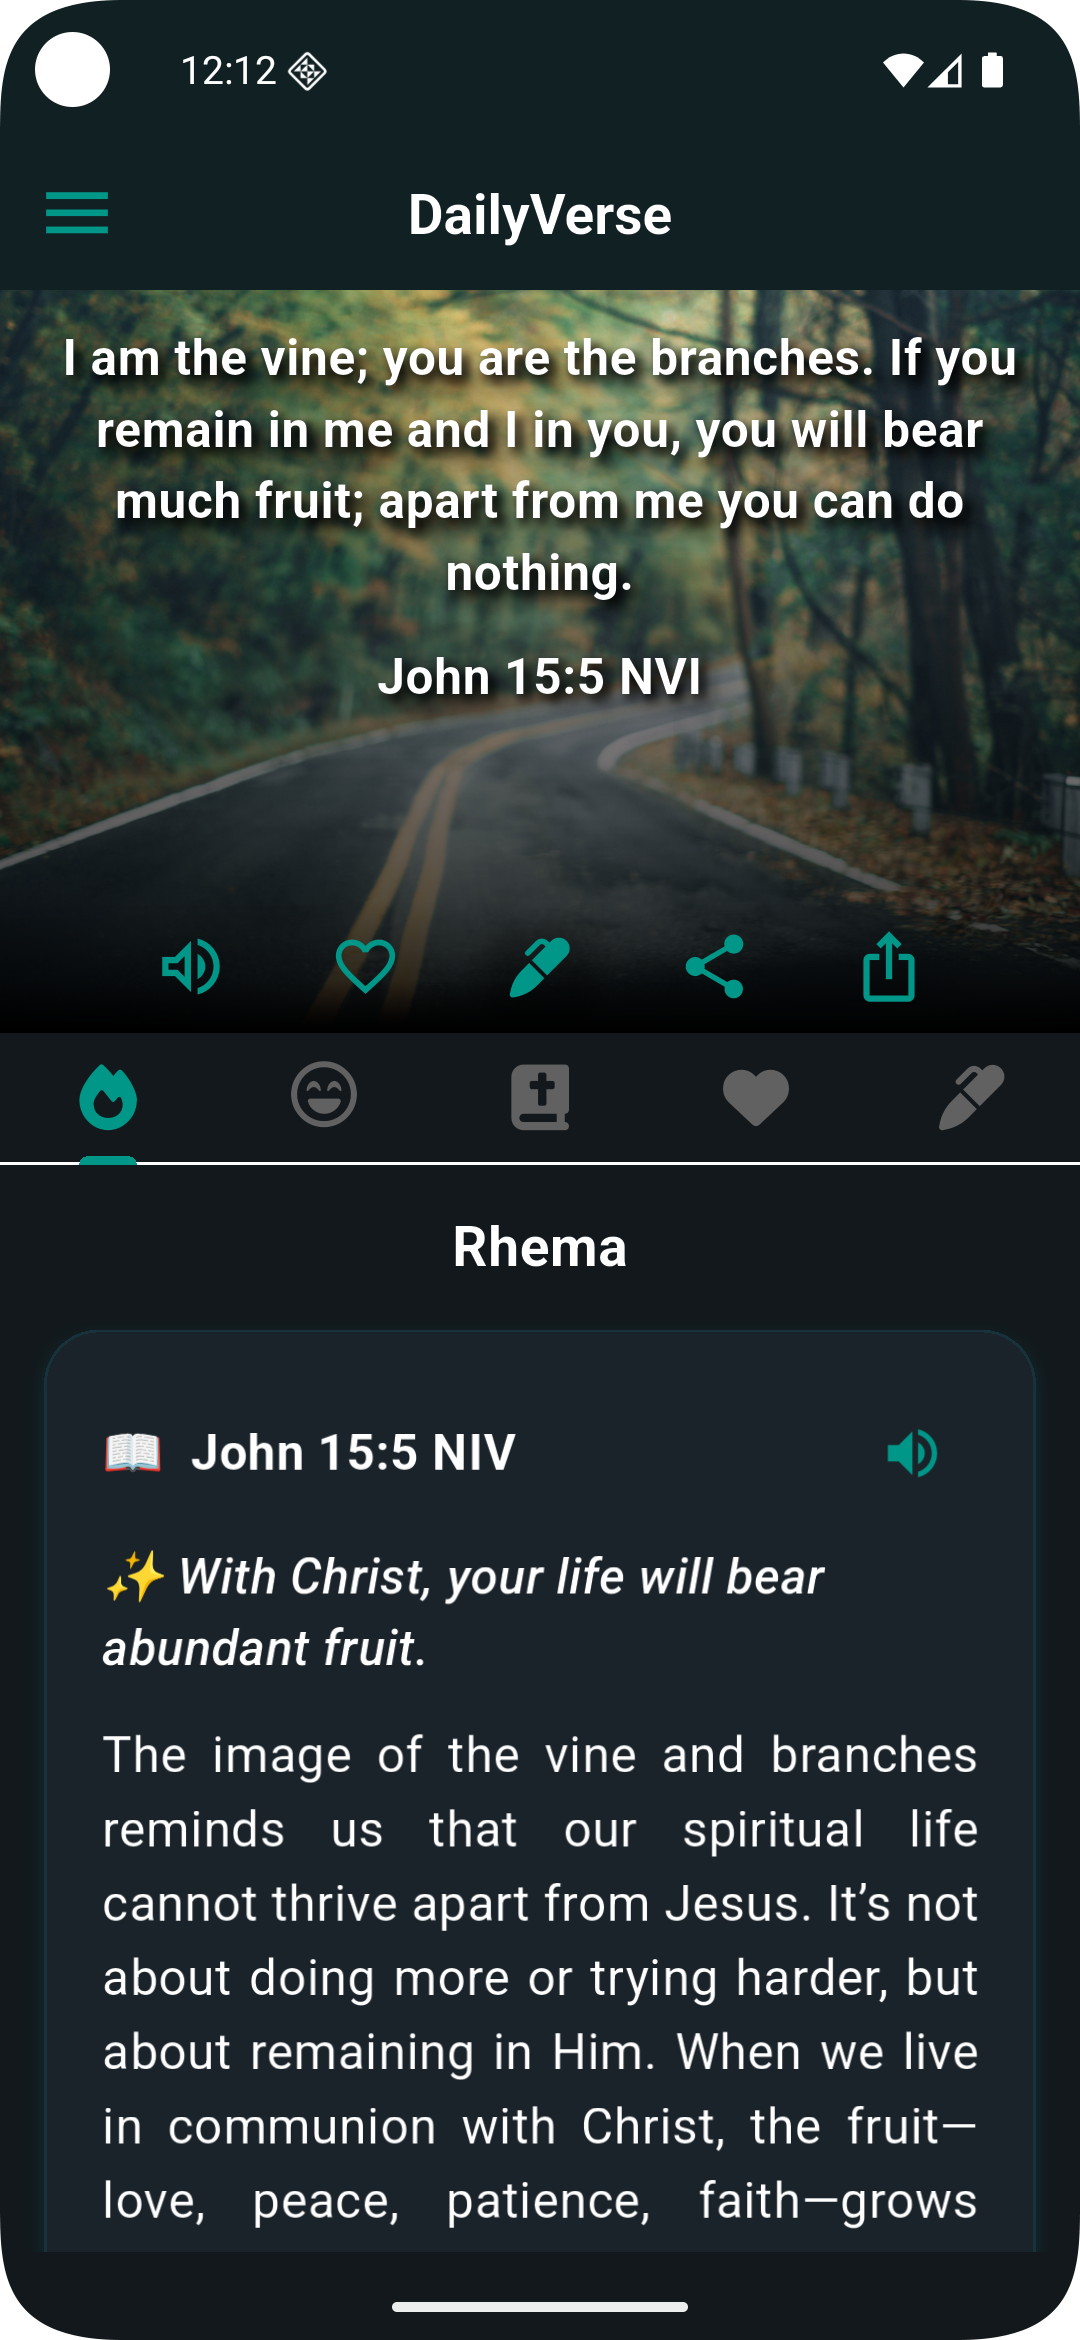 12:12
DailyVerse
I am the vine; you are the branches. If you
remain in me and I in you, you will bear
much fruit; apart from me you can do
nothing.
John 15:5 NVI
Rhema
📖 John 15:5 NIV
✨ With Christ, your life will bear
abundant fruit.
The image of the vine and branches
reminds us that our spiritual life
cannot thrive apart from Jesus. It’s not
about doing more or trying harder, but
about remaining in Him. When we live
in communion with Christ, the fruit—
love, peace, patience, faith—grows